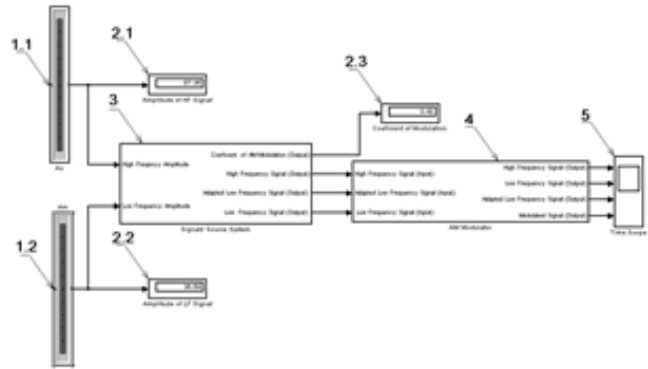 1.1
2.1
2.3
Amplitude of HF Signal
3
Coefficient of Modulation
4
5
High Frequency Amplitude
Low Frequency Amplitude
Coefficient of AM Modulation (Output)
High Frequency Signal (Output)
Adapted Low Frequency Signal (Output)
Low Frequency Signal (Output)
High Frequency Signal (Input)
Adapted Low Frequency Signal (Input)
Low Frequency Signal (Input)
High Frequency Signal (Output)
Low Frequency Signal (Output)
Adapted Low Frequency Signal (Output)
Modulated Signal (Output)
Signals' Source System
AM Modulator
Time Scope
1.2
2.2
Amplitude of LF Signal